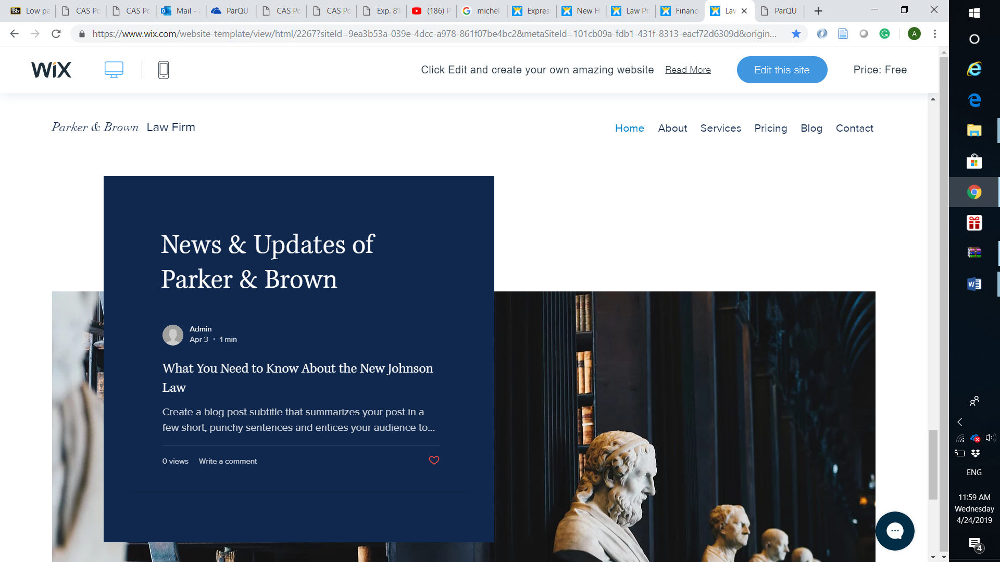 Bb Low pa CAS Po CAS Po Mail - ParQU CAS Po CAS Po Exp. 8% (186) P michel Expres New H Law Pr Financ Law ParQU
https://www.wix.com/website-template/view/html/2267?siteId=9ea3b53a-039e-4dcc-a978-861f07be4bc2&metaSiteId=101cb09a-fdb1-431f-8313-eacf72d6309d&origin...
A
WiX Click Edit and create your own amazing website Read More Edit this site Price: Free
Parker & Brown Law Firm
Home About Services Pricing Blog Contact
News & Updates of
Parker & Brown
Admin
Apr 3 · 1 min
What You Need to Know About the New Johnson
Law
Create a blog post subtitle that summarizes your post in a
few short, punchy sentences and entices your audience to...
0 views Write a comment
ENG
11:59 AM
Wednesday
4/24/2019
4